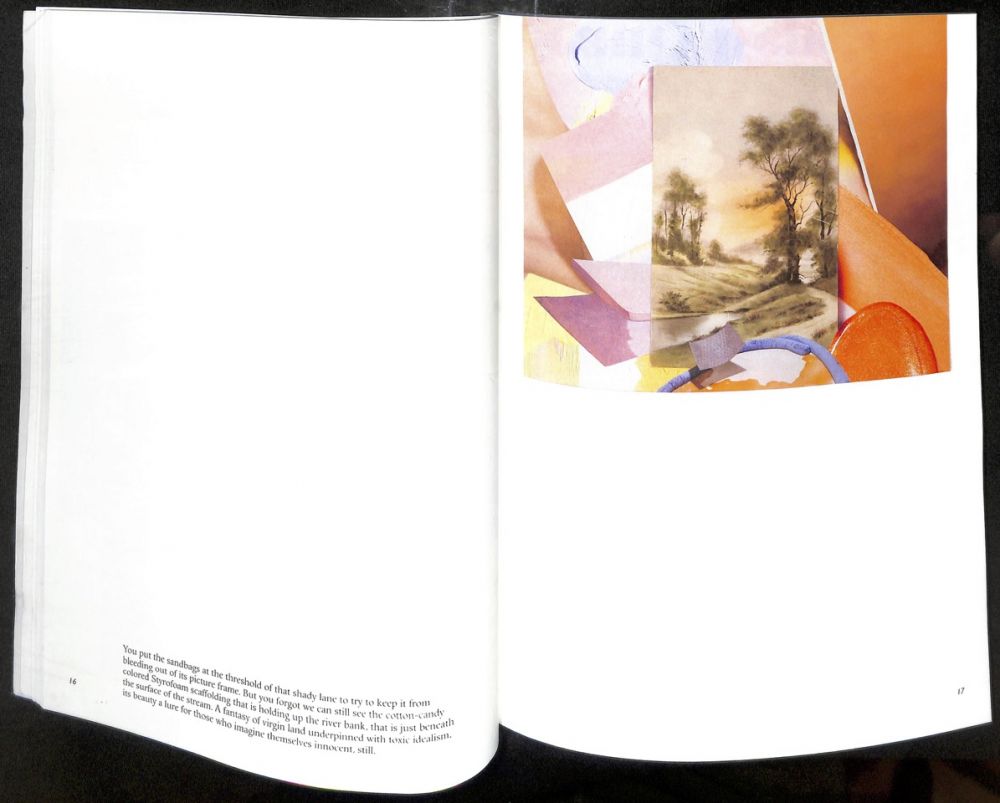 You put the sandbags at the threshold of that shady lane to try to keep it from
bleeding out of its picture frame. But you forgot we can still see the cotton-candy
colored Styrofoam scaffolding that is holding up the river bank, that is just beneath
the surface of the stream. A fantasy of virgin land underpinned with toxic idealism,
its beauty a lure for those who imagine themselves innocent, still.
16
17